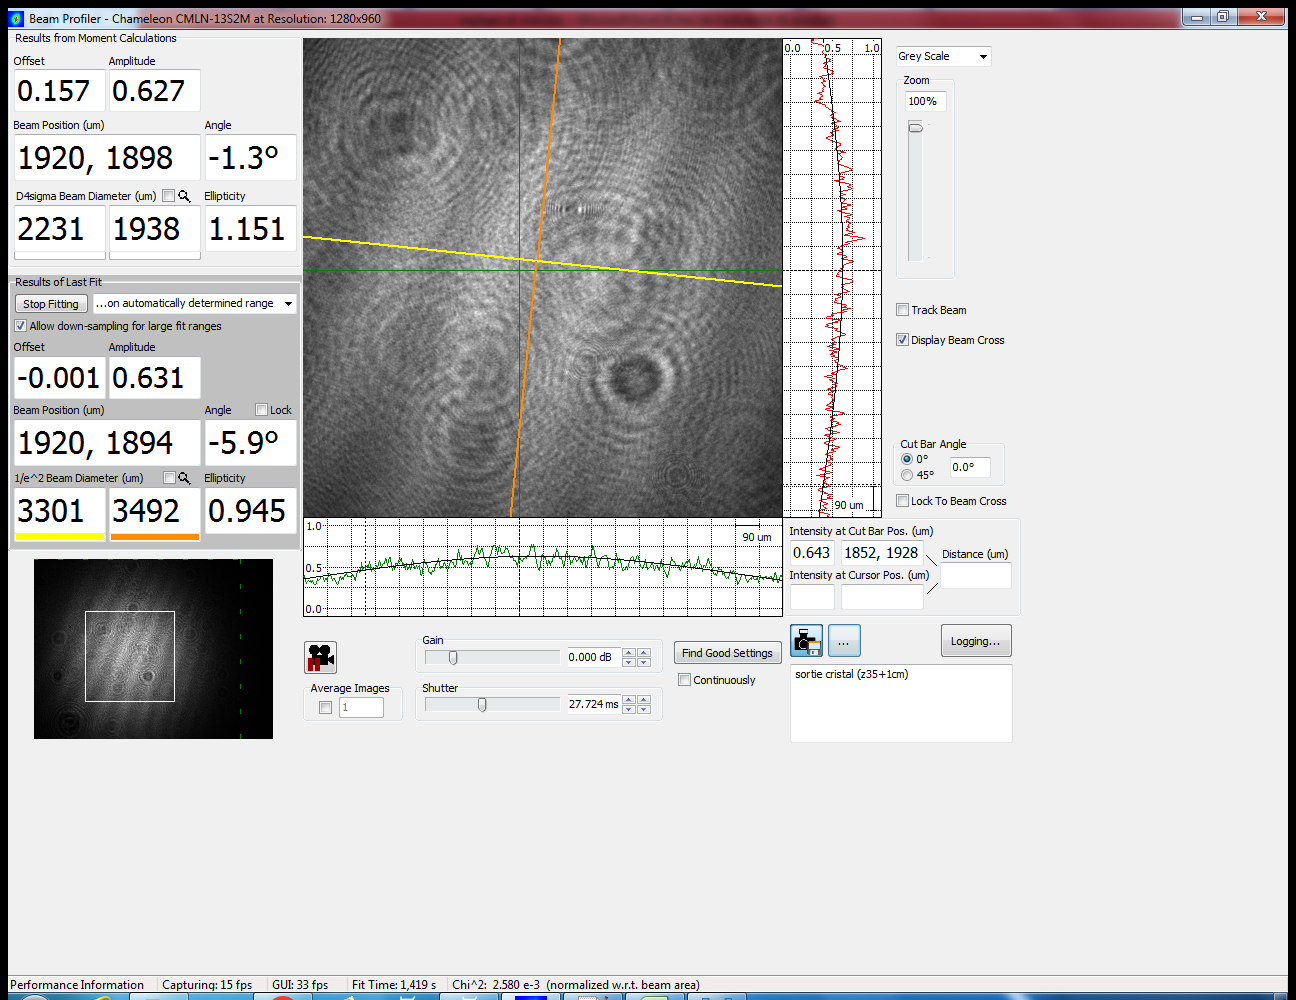 Beam Profiler - Chameleon CMLN-13S2M at Resolution: 1280x960
Results from Moment Calculations
Offset Amplitude
0.157 0.627
Beam Position (um) Angle
1920, 1898 -1.3°
D4sigma Beam Diameter (um) Ellipticity
2231 1938 1.151
Results of Last Fit
Stop Fitting ...on automatically determined range
Allow down-sampling for large fit ranges
Offset Amplitude
-0.001 0.631
Beam Position (um) Angle Lock
1920, 1894 -5.9°
1/e^2 Beam Diameter (um) Ellipticity
3301 3492 0.945
0.0 0.5 1.0
90 um
1.0
90 um
0.5
0.0
Grey Scale
Zoom
100%
Track Beam
Display Beam Cross
Cut Bar Angle
0°
45°
0.0°
Lock To Beam Cross
Intensity at Cut Bar Pos. (um)
0.643 1852, 1928
Distance (um)
Intensity at Cursor Pos. (um)
Gain
0.000 dB
Find Good Settings
Continuously
Average Images
1
Shutter
27.724 ms
...
Logging...
sortie cristal (z35+1cm)
Performance Information Capturing: 15 fps GUI: 33 fps Fit Time: 1,419 s Chi^2: 2.580 e-3 (normalized w.r.t. beam area)